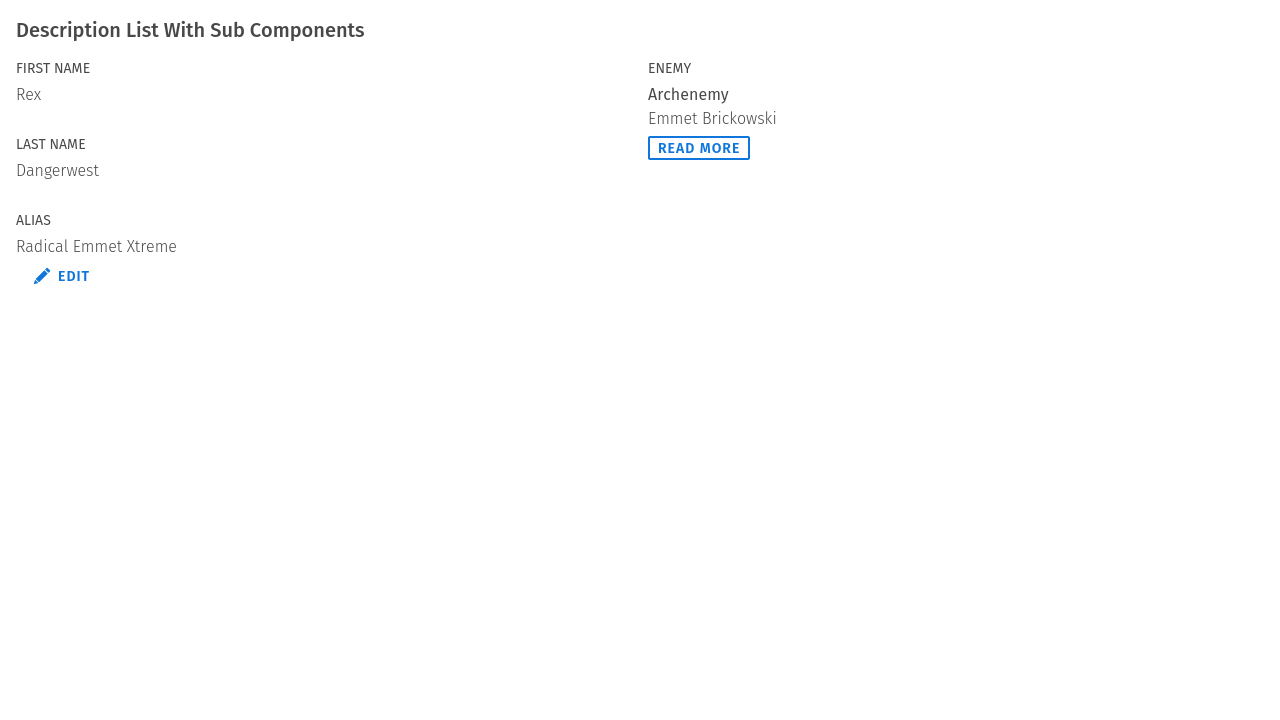 Description List With Sub Components
FIRST NAME
Rex
LAST NAME
Dangerwest
ALIAS
Radical Emmet Xtreme
EDIT
ENEMY
Archenemy
Emmet Brickowski
READ MORE